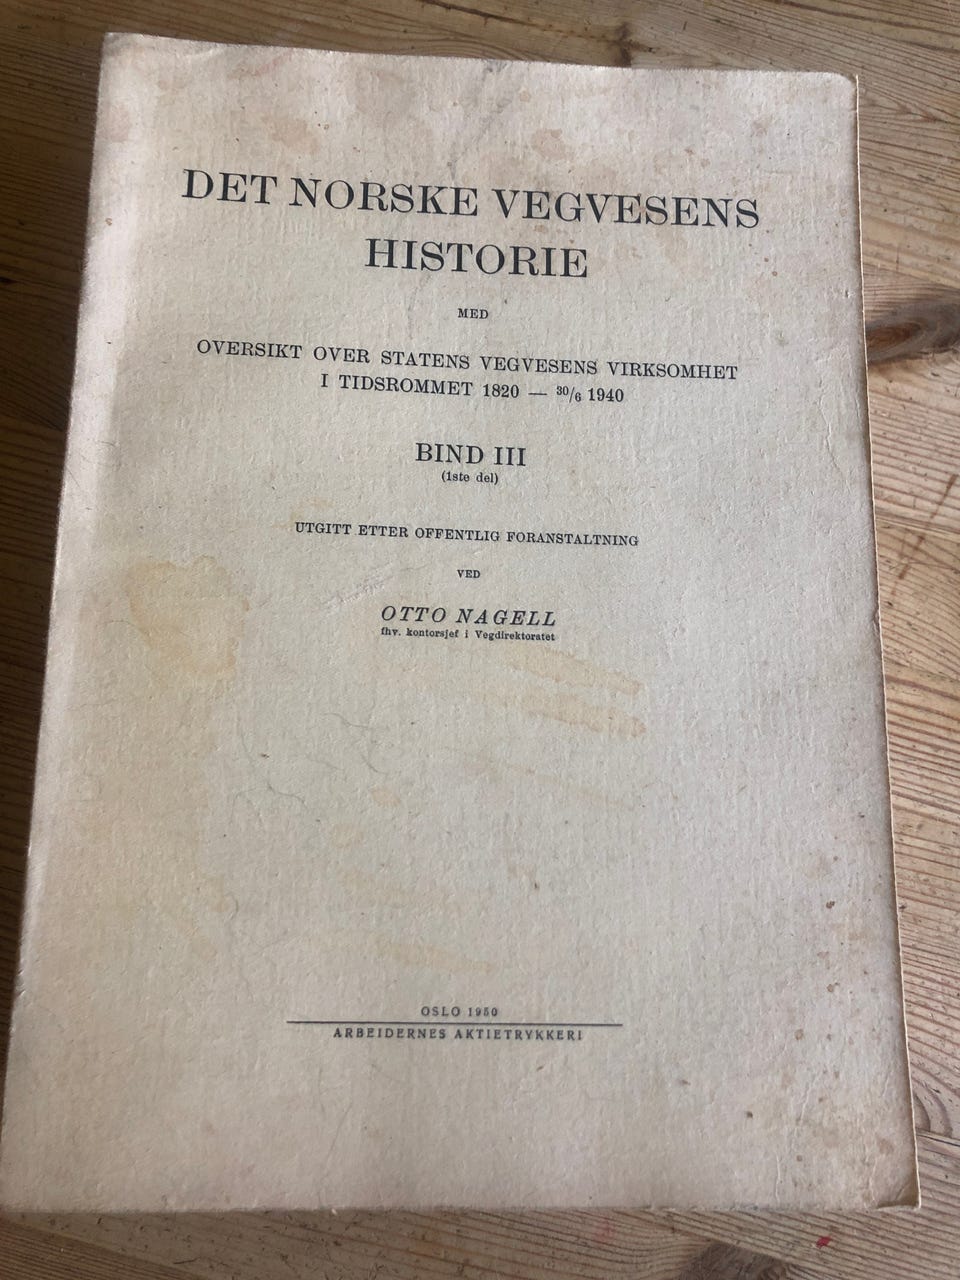 DET NORSKE VEGVESENS
HISTORIE
MED
OVERSIKT OVER STATENS VEGVESENS VIRKSOMHET
I TIDSROMMET 1820 — 30/6 1940
BIND III
(1ste del)
UTGITT ETTER OFFENTLIG FORANSTALTNING
VED
OTTO NAGELL
fhv. kontorsjef i Vegdirektoratet
OSLO 1950
ARBEIDERNES AKTIETRYKKERI